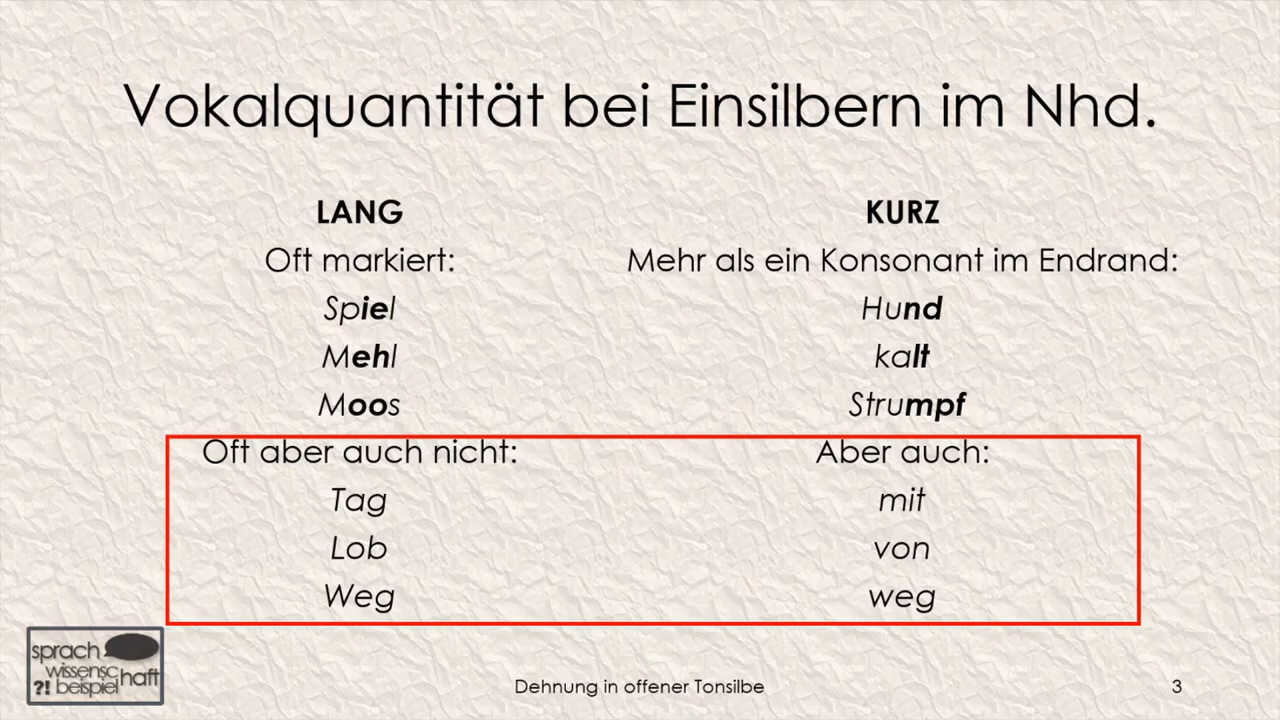 Vokalquantität bei Einsilbern im Nhd.
LANG
Oft markiert:
Spiel
Mehl
Moos
Oft aber auch nicht:
Tag
Lob
Weg
KURZ
Mehr als ein Konsonant im Endrand:
Hund
kalt
Strumpf
Aber auch:
mit
von
weg
sprach
wissensc
haft
?! beispiel
Dehnung in offener Tonsilbe
3